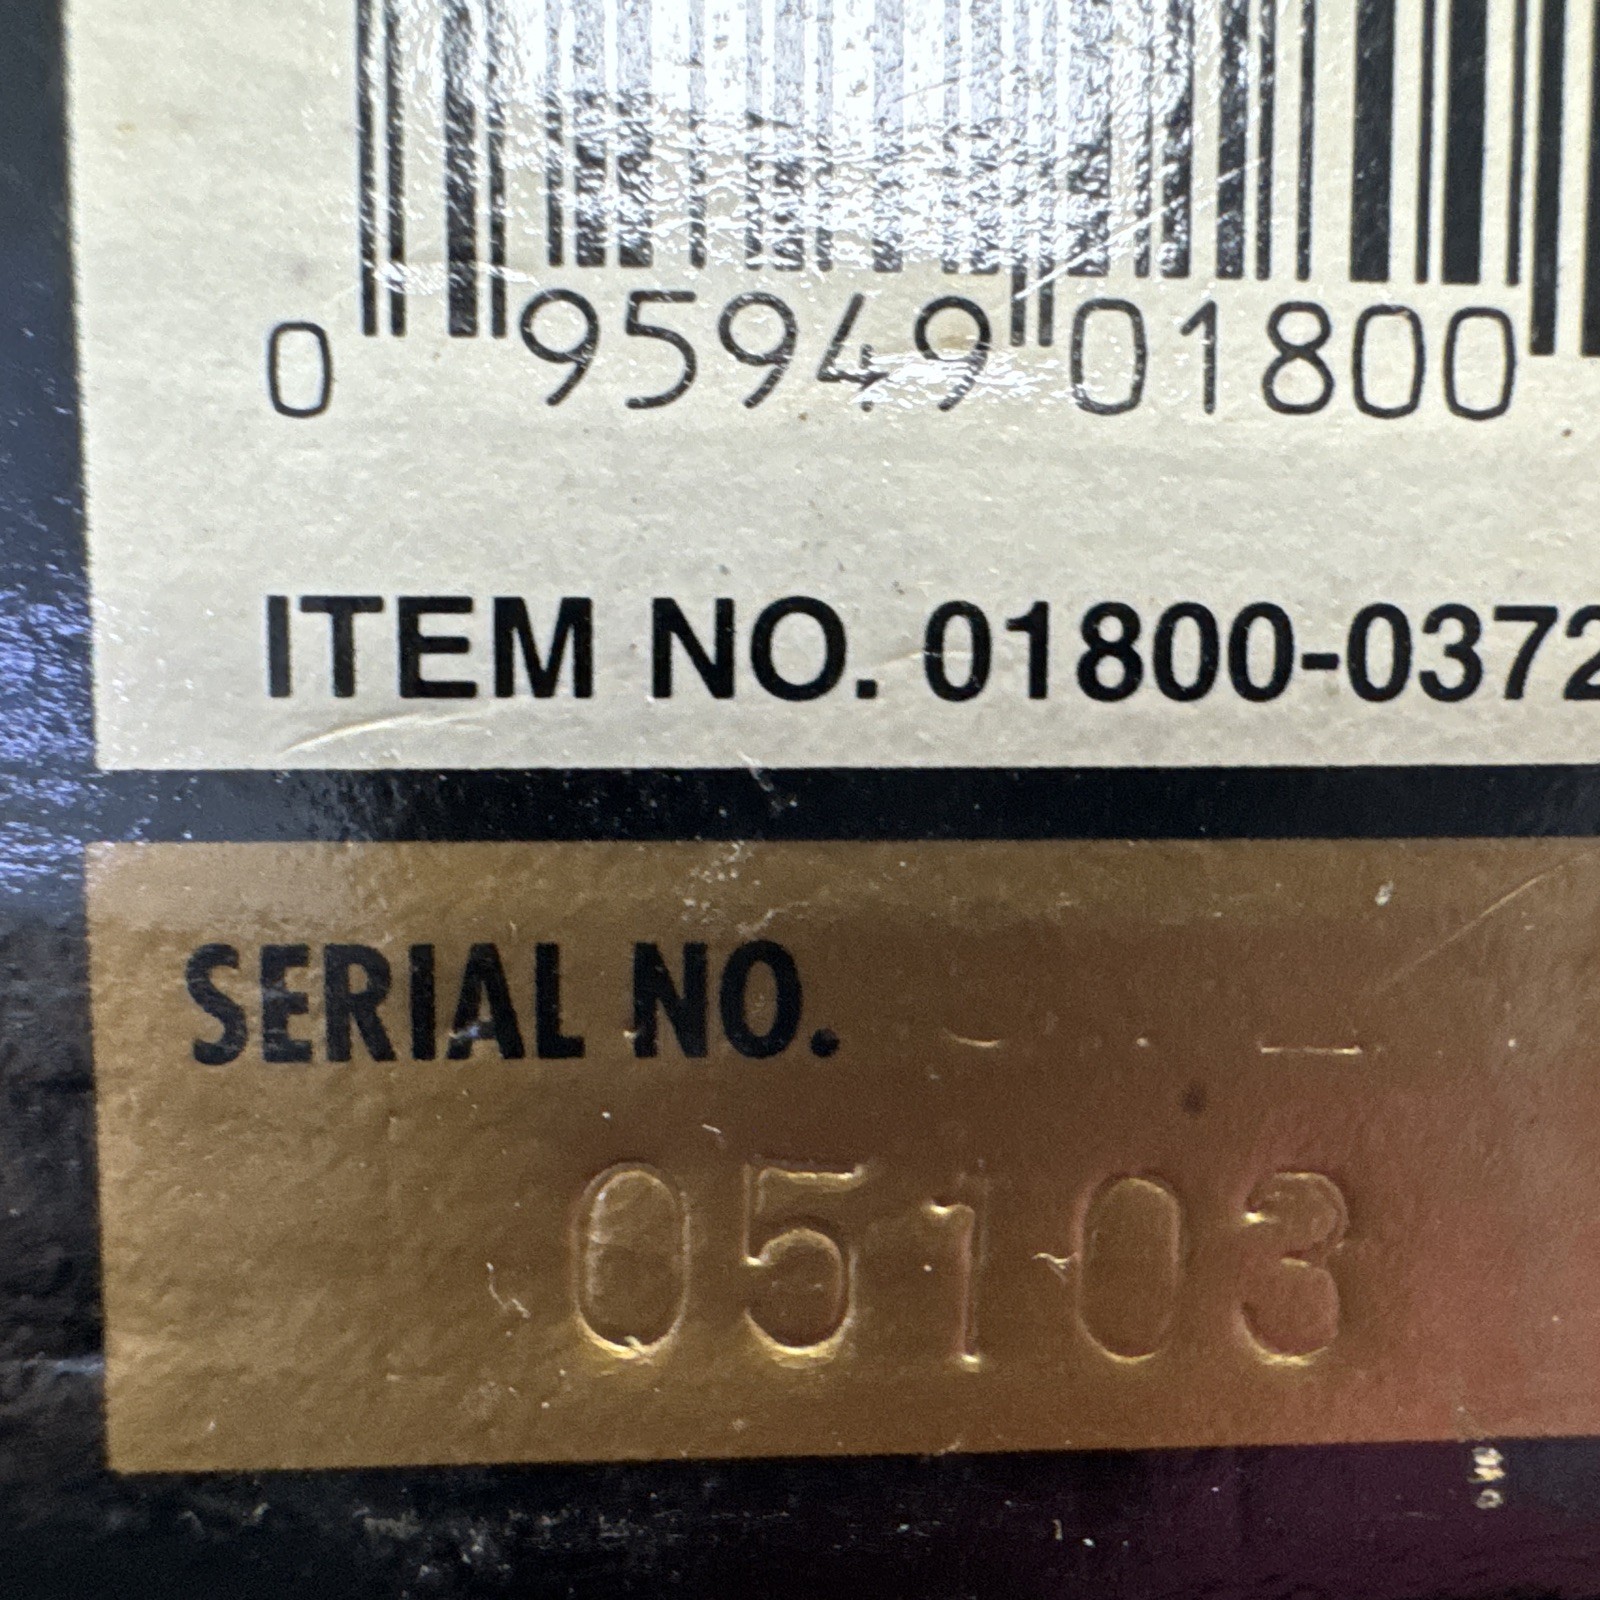 0 95949 01800
ITEM NO. 01800-0372
SERIAL NO.
05103